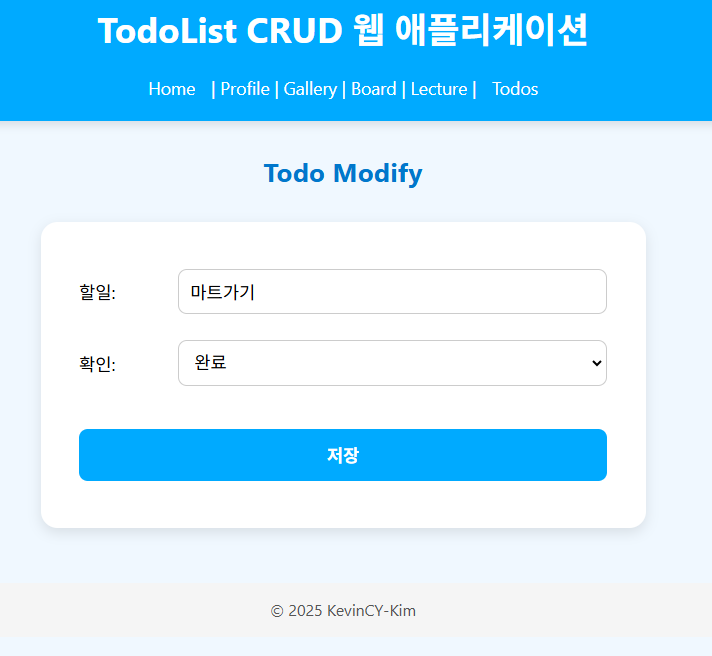 TodoList CRUD 웹 애플리케이션
Home | Profile | Gallery | Board | Lecture | Todos
Todo Modify
할일: 마트가기
확인: 완료
저장
© 2025 KevinCY-Kim